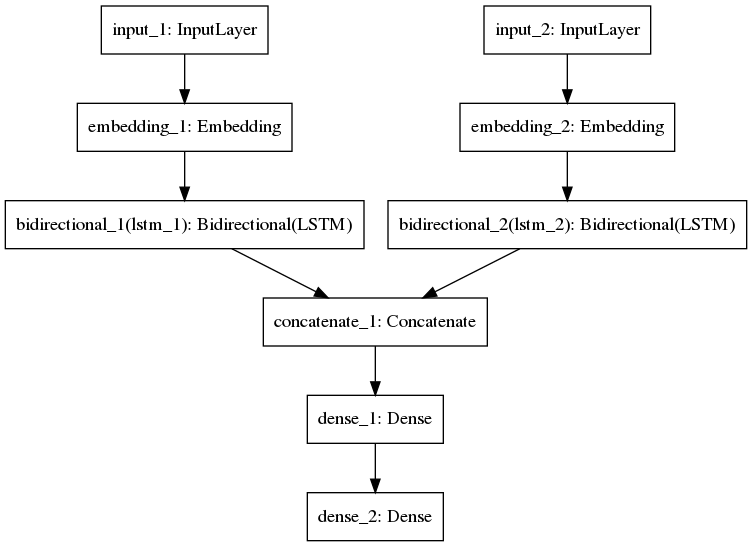 input_1: InputLayer
input_2: InputLayer
embedding_1: Embedding
embedding_2: Embedding
bidirectional_1(lstm_1): Bidirectional(LSTM)
bidirectional_2(lstm_2): Bidirectional(LSTM)
concatenate_1: Concatenate
dense_1: Dense
dense_2: Dense